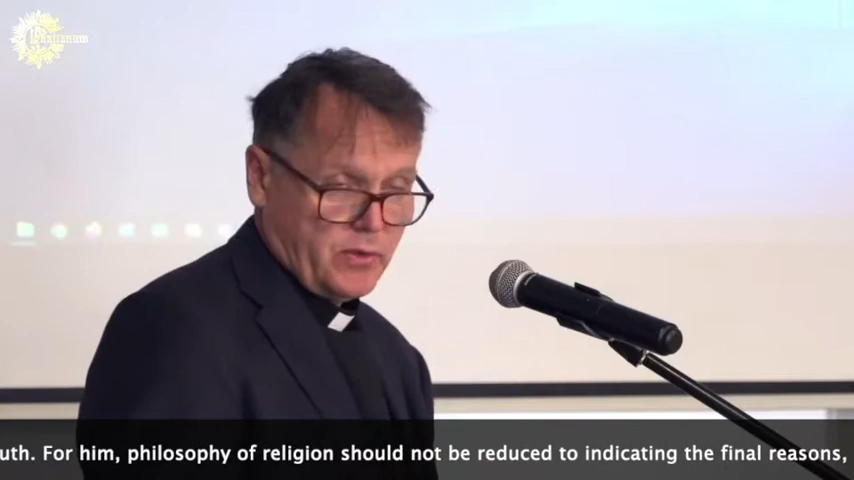 uth. For him, philosophy of religion should not be reduced to indicating the final reasons,